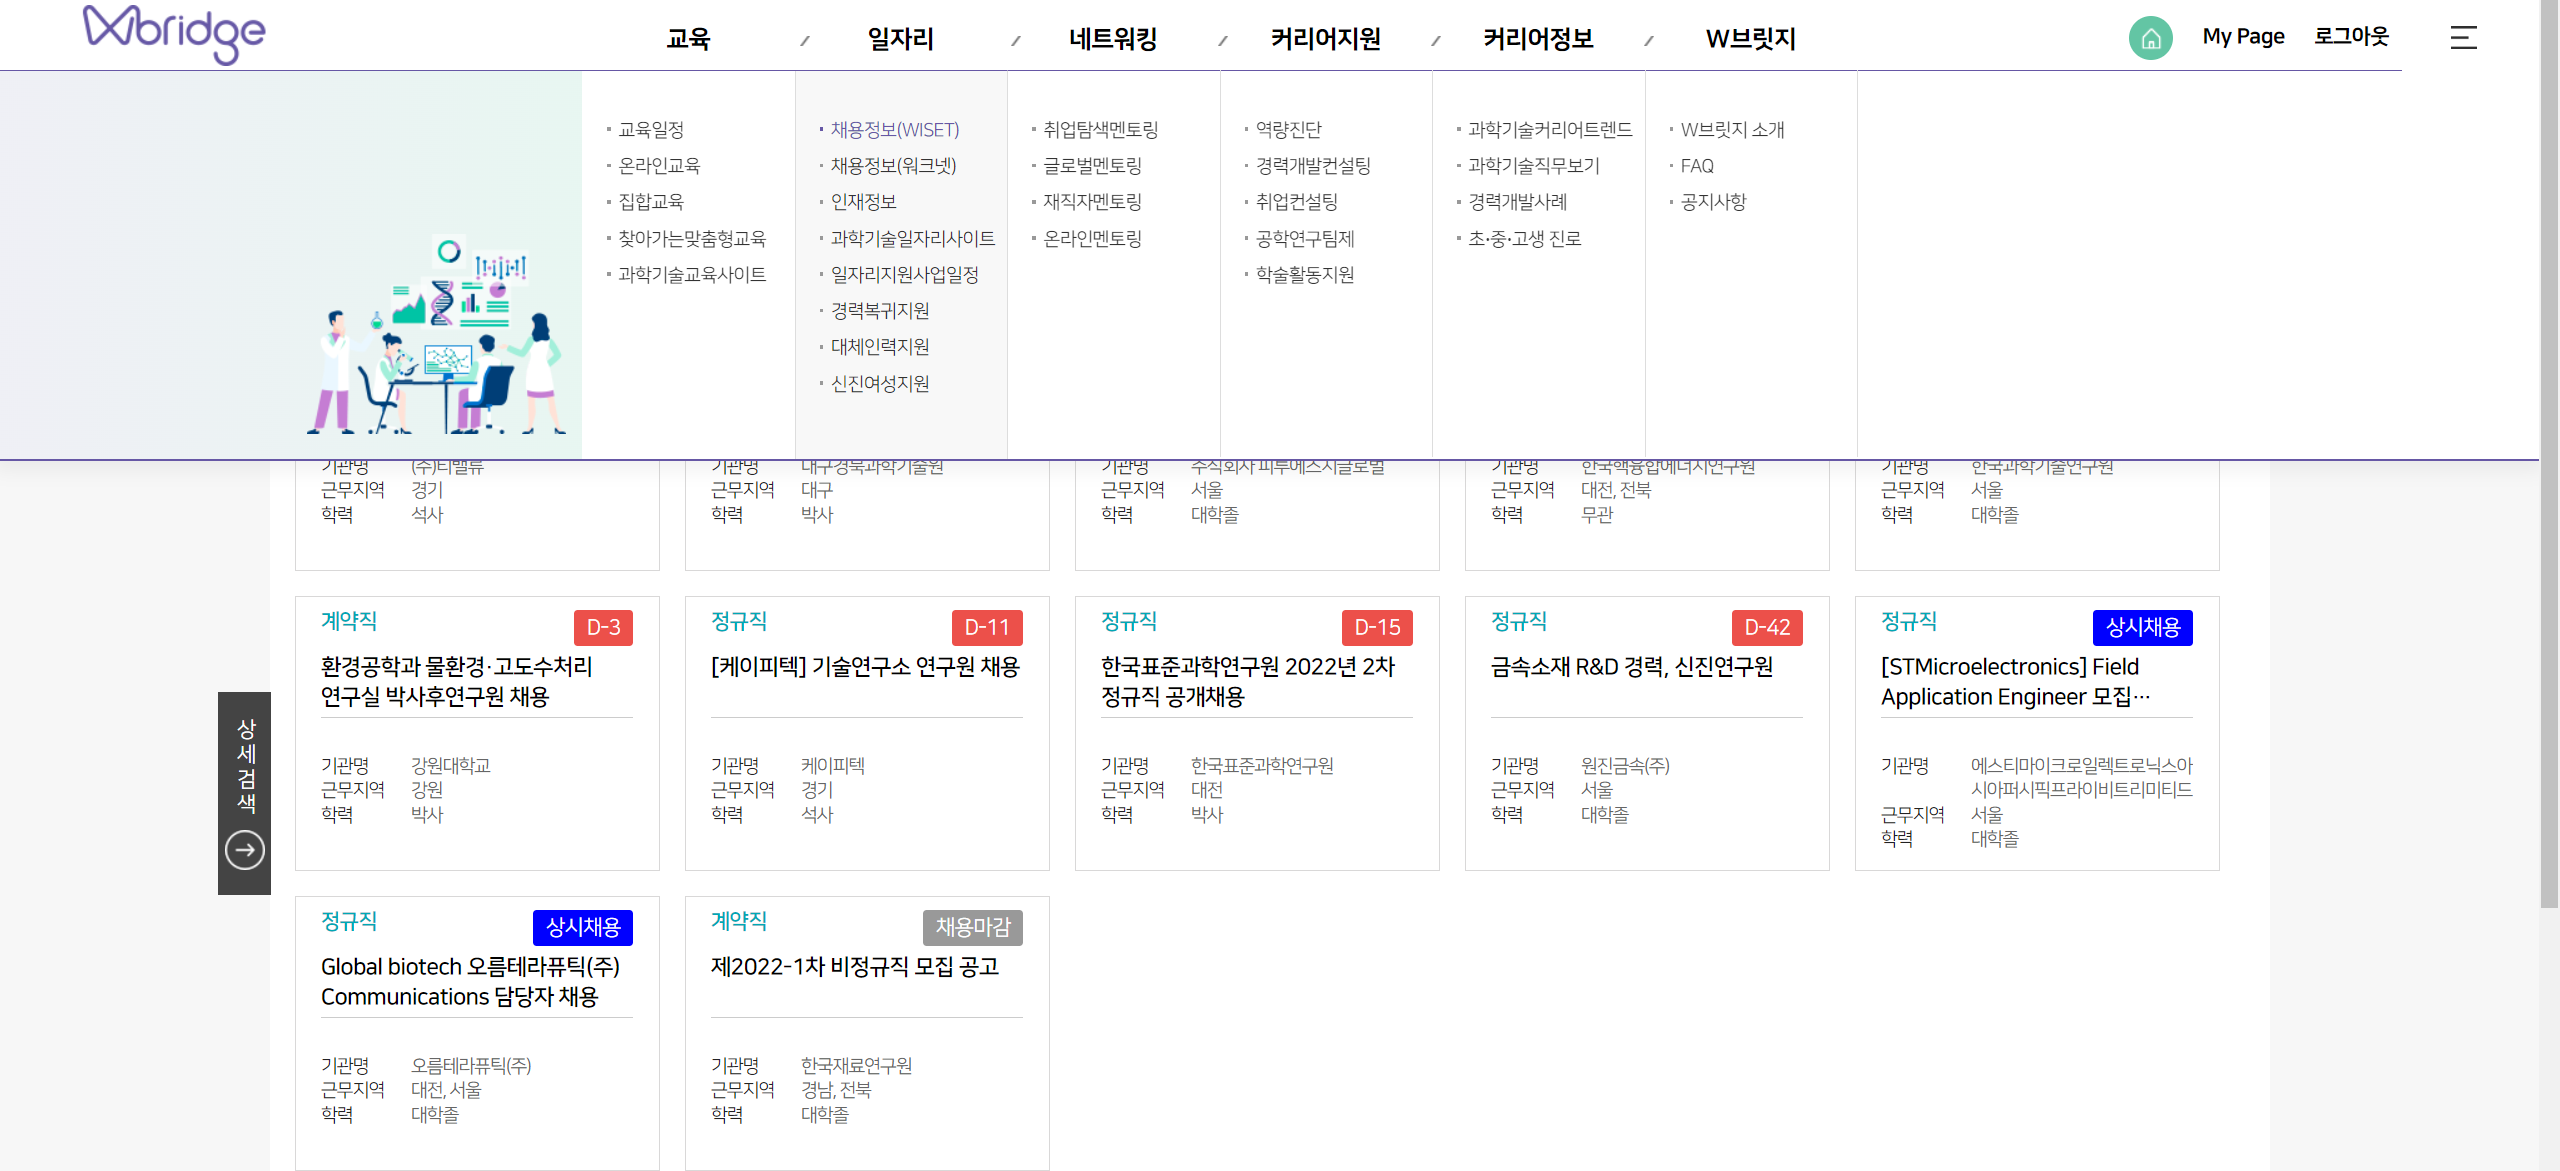 Wbridge
교육
일자리
네트워킹
커리어지원
커리어정보
W브릿지
My Page
로그아웃
교육일정
온라인교육
집합교육
찾아가는맞춤형교육
과학기술교육사이트
채용정보(WISET)
채용정보(워크넷)
인재정보
과학기술일자리사이트
일자리지원사업일정
경력복귀지원
대체인력지원
신진여성지원
취업탐색멘토링
글로벌멘토링
재직자멘토링
온라인멘토링
역량진단
경력개발컨설팅
취업컨설팅
공학연구팀제
학술활동지원
과학기술커리어트렌드
과학기술직무보기
경력개발사례
초·중·고생 진로
W브릿지 소개
FAQ
공지사항
기관명 (주)티밸류
근무지역 경기
학력 석사
기관명 대구경북과학기술원
근무지역 대구
학력 박사
기관명 주식회사 피투에스지글로벌
근무지역 서울
학력 대학졸
기관명 한국핵융합에너지연구원
근무지역 대전, 전북
학력 무관
기관명 한국과학기술연구원
근무지역 서울
학력 대학졸
상세검색
계약직 D-3
환경공학과 물환경·고도수처리
연구실 박사후연구원 채용
기관명 강원대학교
근무지역 강원
학력 박사
정규직 D-11
[케이피텍] 기술연구소 연구원 채용
기관명 케이피텍
근무지역 경기
학력 석사
정규직 D-15
한국표준과학연구원 2022년 2차
정규직 공개채용
기관명 한국표준과학연구원
근무지역 대전
학력 박사
정규직 D-42
금속소재 R&D 경력, 신진연구원
기관명 원진금속(주)
근무지역 서울
학력 대학졸
정규직 상시채용
[STMicroelectronics] Field
Application Engineer 모집…
기관명 에스티마이크로일렉트로닉스아
시아퍼시픽프라이비트리미티드
근무지역 서울
학력 대학졸
정규직 상시채용
Global biotech 오름테라퓨틱(주)
Communications 담당자 채용
기관명 오름테라퓨틱(주)
근무지역 대전, 서울
학력 대학졸
계약직 채용마감
제2022-1차 비정규직 모집 공고
기관명 한국재료연구원
근무지역 경남, 전북
학력 대학졸